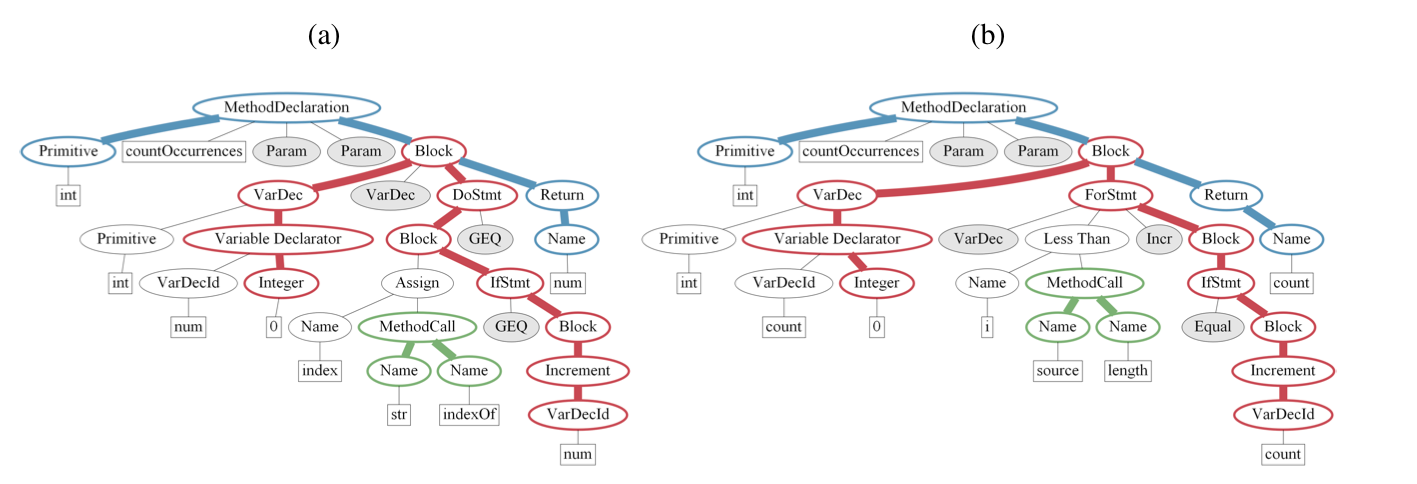 (a) (b)
MethodDeclaration MethodDeclaration
Primitive countOccurrences Param Param Block Primitive countOccurrences Param Param Block
int VarDec VarDec DoStmt Return int VarDec ForStmt Return
Primitive Variable Declarator Block GEQ Name Primitive Variable Declarator VarDec Less Than Incr Block Name
int VarDecId Integer Assign IfStmt num int VarDecId Integer Name MethodCall IfStmt count
num 0 Name MethodCall GEQ Block count 0 i Name Name Equal Block
index Name Name Increment source length Increment
str indexOf VarDecId VarDecId
num count